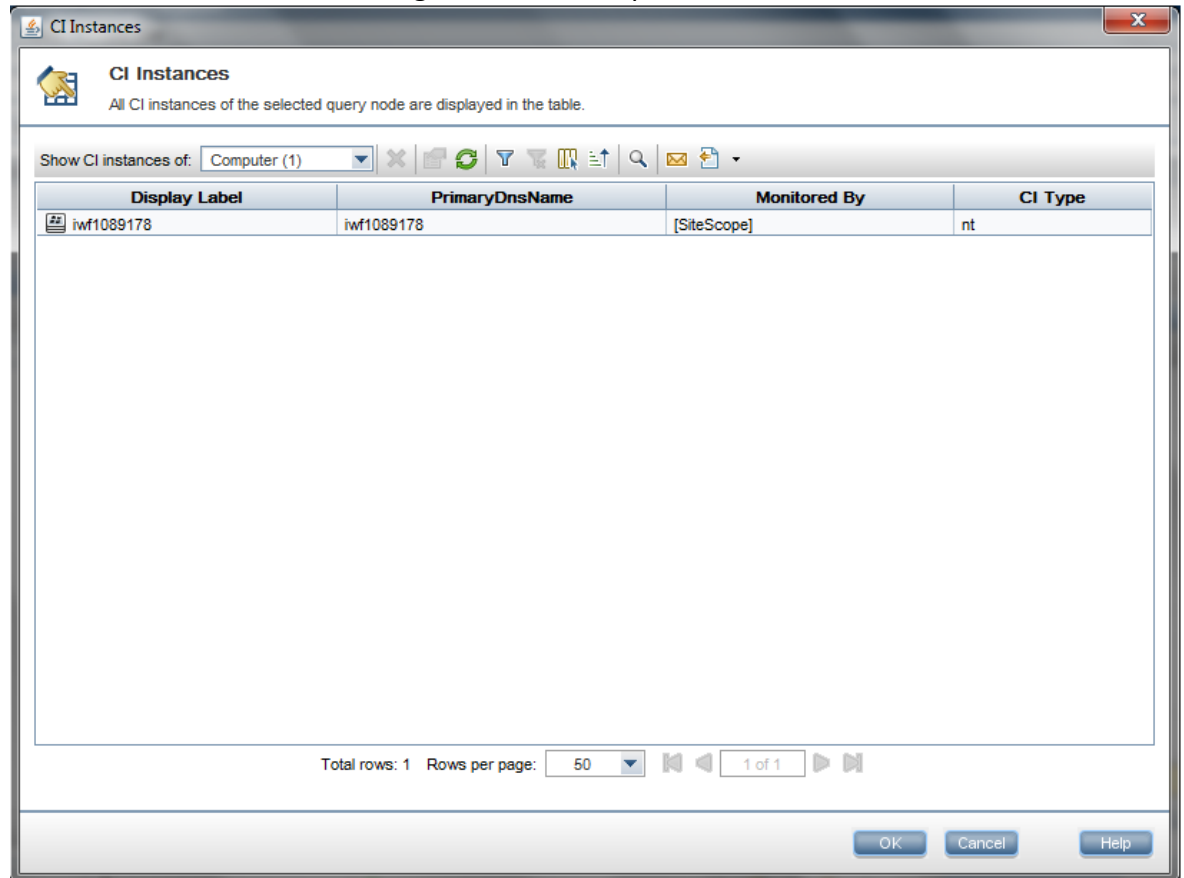 CI Instances
CI Instances
All CI instances of the selected query node are displayed in the table.
Show CI instances of: Computer (1)
Display Label PrimaryDnsName Monitored By CI Type
iwf1089178 iwf1089178 [SiteScope] nt
Total rows: 1 Rows per page: 50 1 of 1
OK Cancel Help